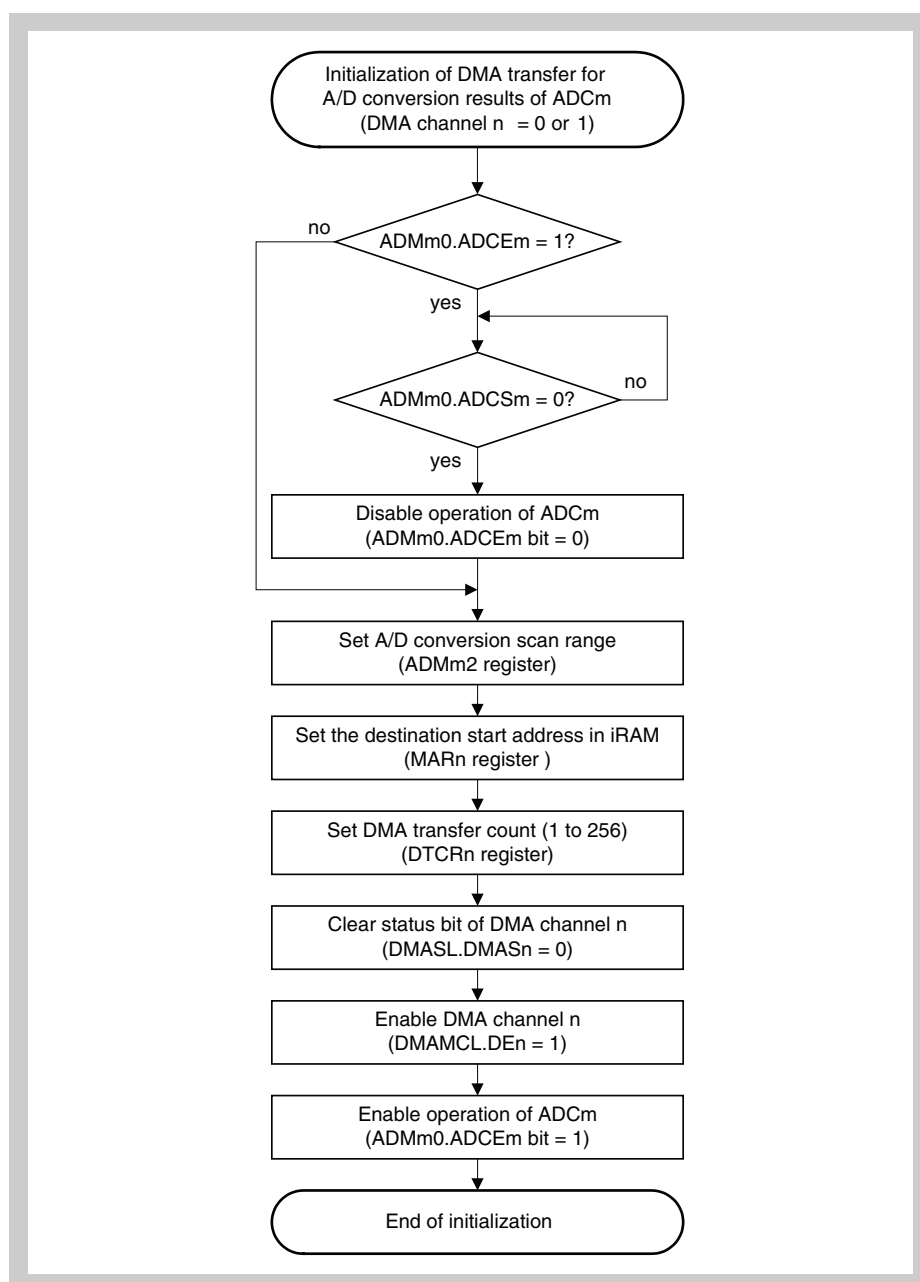 Initialization of DMA transfer for
A/D conversion results of ADCm
(DMA channel n = 0 or 1)
no
ADMm0.ADCEm = 1?
yes
ADMm0.ADCSm = 0?
no
yes
Disable operation of ADCm
(ADMm0.ADCEm bit = 0)
Set A/D conversion scan range
(ADMm2 register)
Set the destination start address in iRAM
(MARn register )
Set DMA transfer count (1 to 256)
(DTCRn register)
Clear status bit of DMA channel n
(DMASL.DMASn = 0)
Enable DMA channel n
(DMAMCL.DEn = 1)
Enable operation of ADCm
(ADMm0.ADCEm bit = 1)
End of initialization